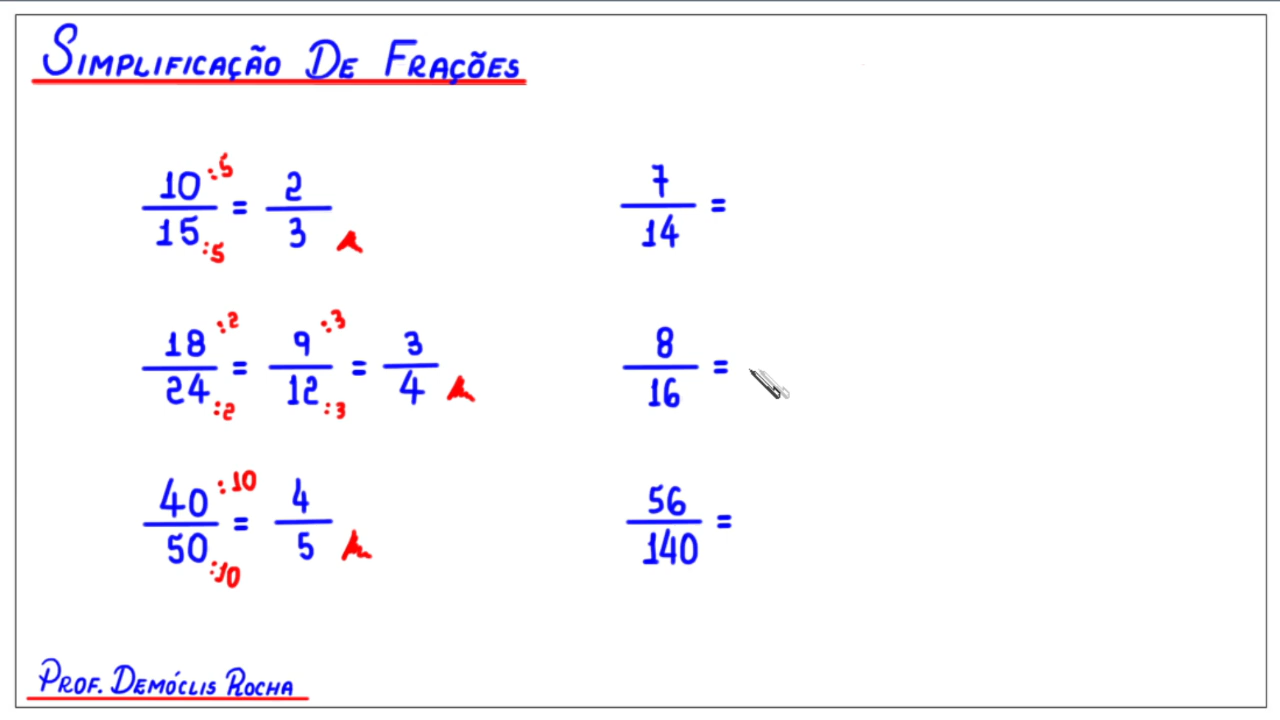 SIMPLIFICAÇÃO DE FRAÇÕES
10 :5 / 15 :5 = 2 / 3
18 :2 / 24 :2 = 9 :3 / 12 :3 = 3 / 4
40 :10 / 50 :10 = 4 / 5
7 / 14 =
8 / 16 =
56 / 140 =
PROF. DEMÓCLIS ROCHA